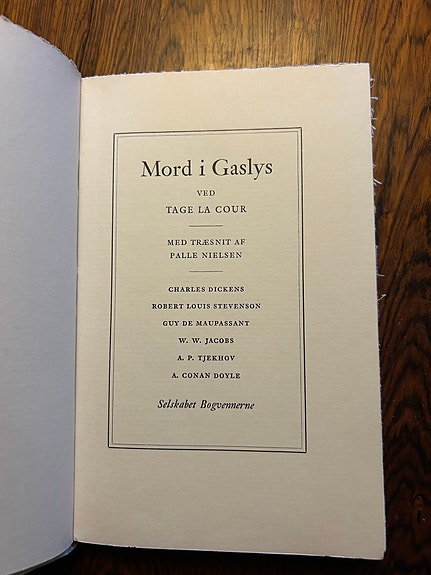 Mord i Gaslys
VED
TAGE LA COUR
MED TRÆSNIT AF
PALLE NIELSEN
CHARLES DICKENS
ROBERT LOUIS STEVENSON
GUY DE MAUPASSANT
W. W. JACOBS
A. P. TJEKHOV
A. CONAN DOYLE
Selskabet Bogvennerne